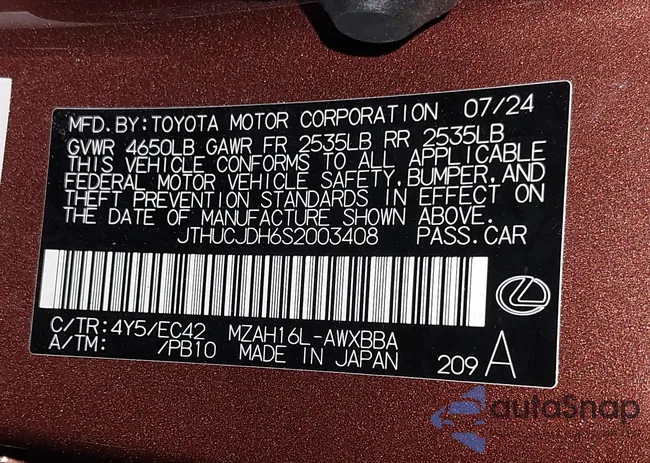 MFD. BY: TOYOTA MOTOR CORPORATION 07/24
GVWR 4650LB GAWR FR 2535LB RR 2535LB
THIS VEHICLE CONFORMS TO ALL APPLICABLE
FEDERAL MOTOR VEHICLE SAFETY, BUMPER, AND
THEFT PREVENTION STANDARDS IN EFFECT ON
THE DATE OF MANUFACTURE SHOWN ABOVE.
JTHUCJDH6S2003408 PASS. CAR
C/TR: 4Y5/EC42 MZAH16L-AWXBBA
A/TM: /PB10 MADE IN JAPAN 209 A
autoSnap